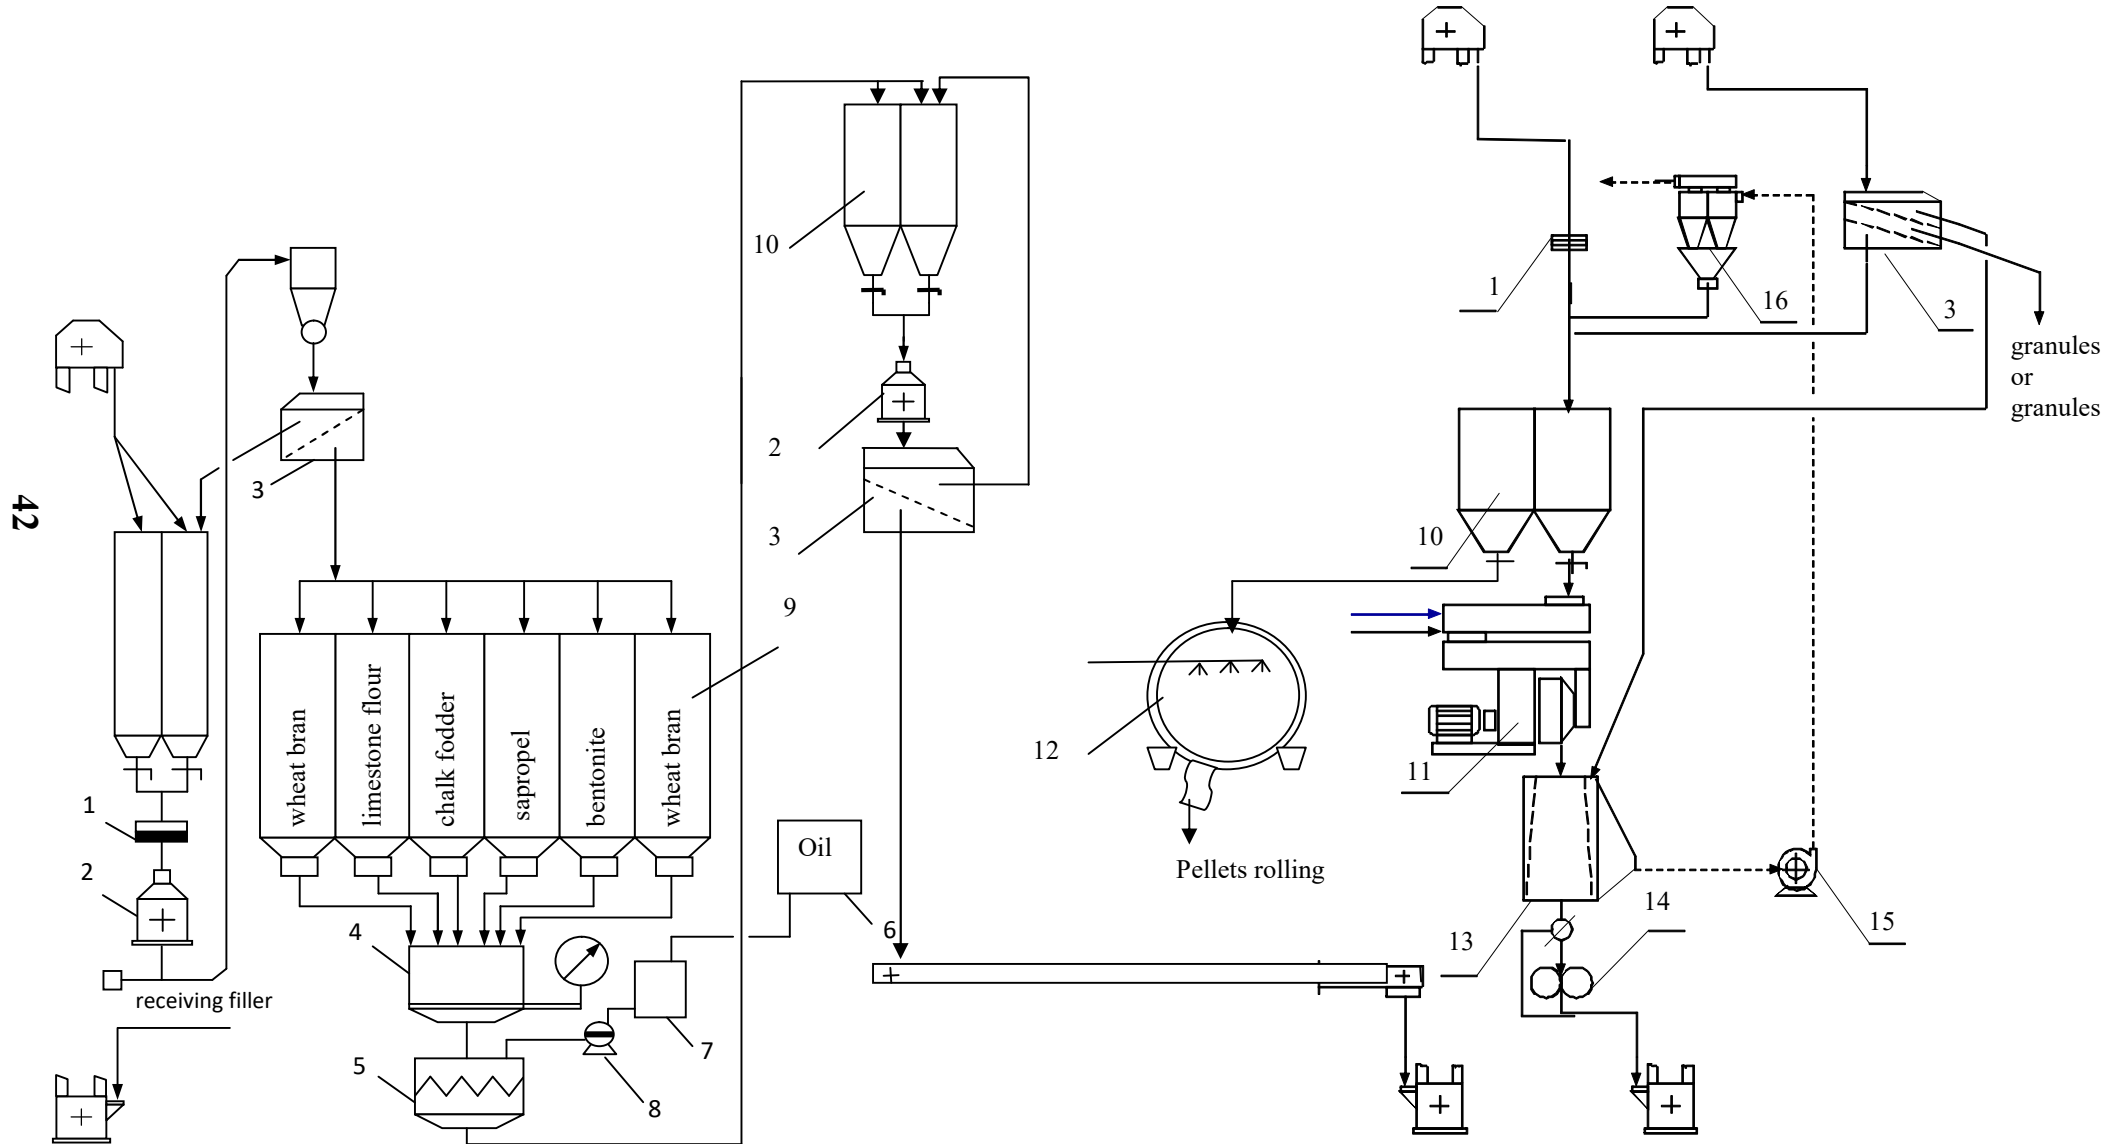 42
3
1
2
receiving filler
wheat bran
limestone flour
chalk fodder
sapropel
bentonite
wheat bran
9
4
5
Oil
6
7
8
10
2
3
1
16
3
granules
or
granules
10
12
Pellets rolling
11
13
14
15